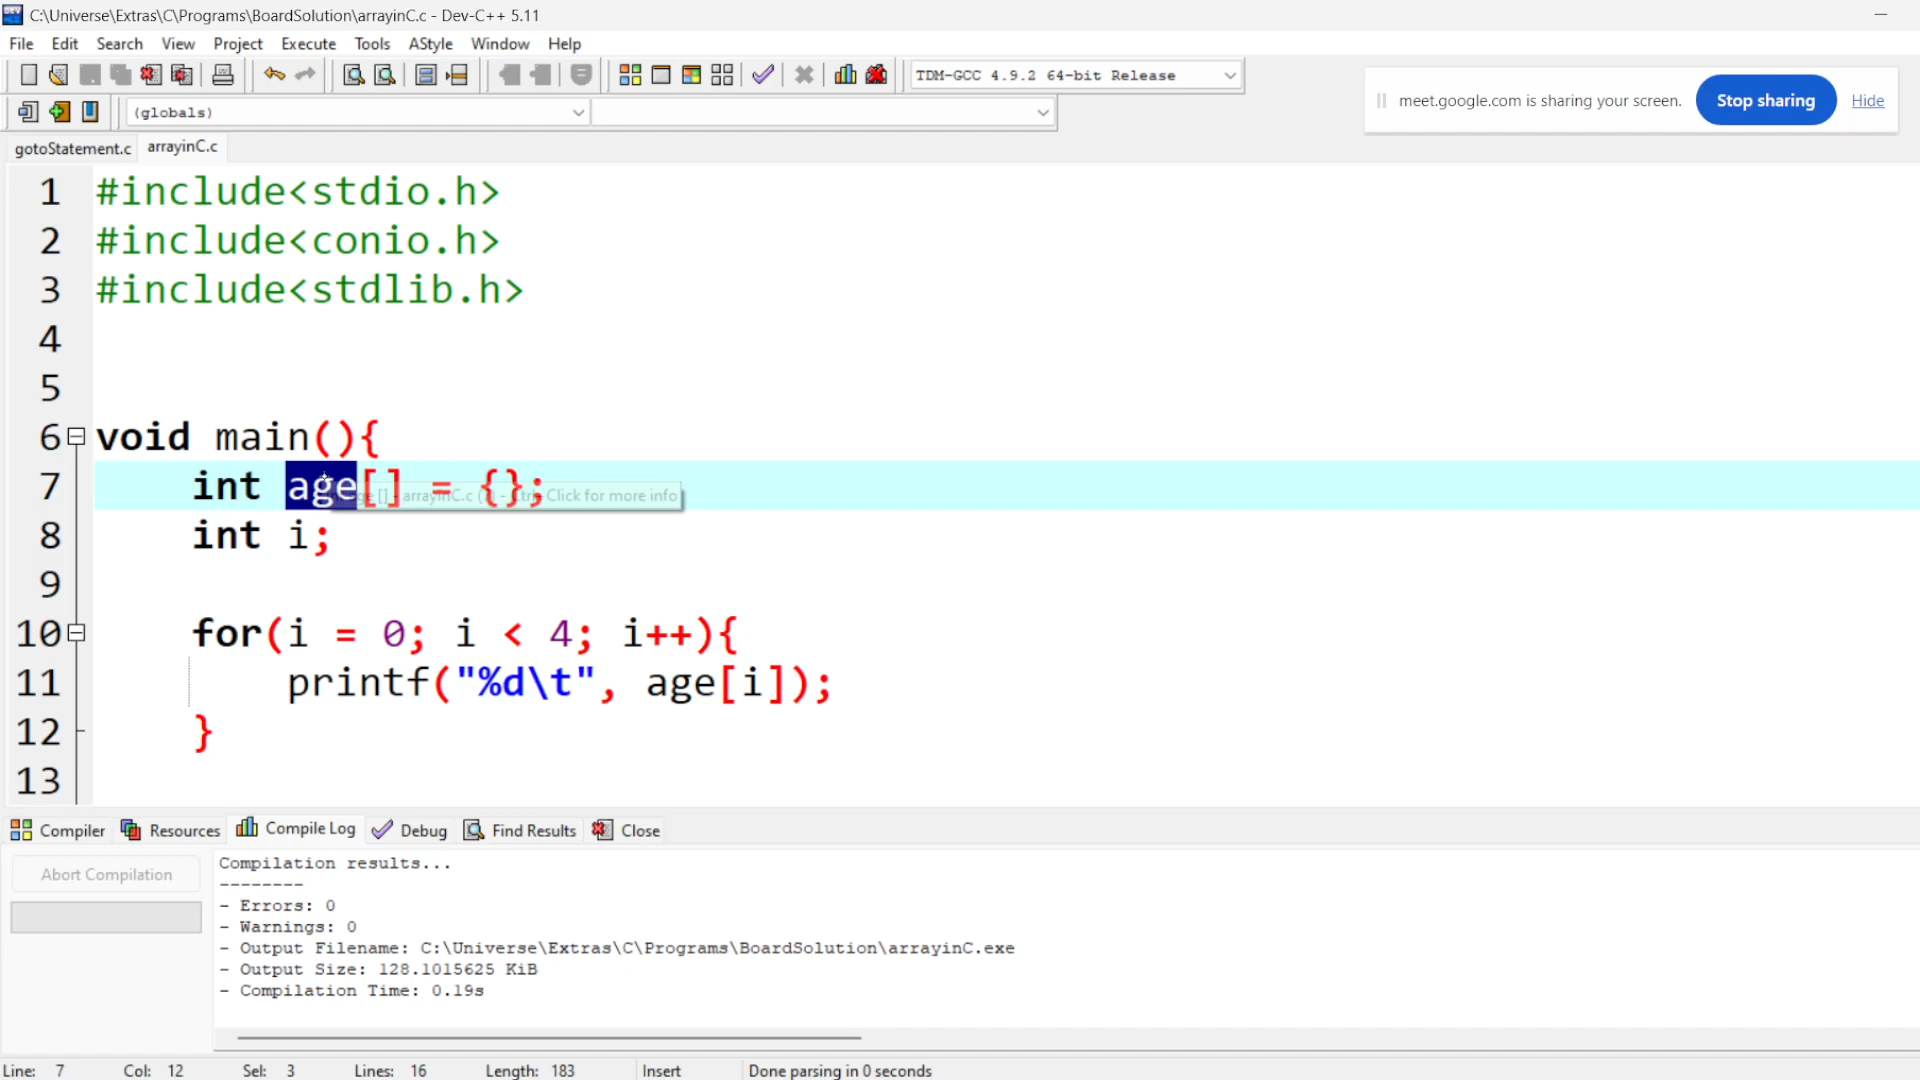 C:\Universe\Extras\C\Programs\BoardSolution\arrayinC.c - Dev-C++ 5.11
File Edit Search View Project Execute Tools AStyle Window Help
TDM-GCC 4.9.2 64-bit Release
meet.google.com is sharing your screen. Stop sharing Hide
(globals)
gotoStatement.c arrayinC.c
1 #include<stdio.h>
2 #include<conio.h>
3 #include<stdlib.h>
4
5
6 void main(){
7 int age[] = {};
[] - arrayinC.c Click for more info
8 int i;
9
10 for(i = 0; i < 4; i++){
11 printf("%d\t", age[i]);
12 }
13
Compiler Resources Compile Log Debug Find Results Close
Abort Compilation
Compilation results...
--------
- Errors: 0
- Warnings: 0
- Output Filename: C:\Universe\Extras\C\Programs\BoardSolution\arrayinC.exe
- Output Size: 128.1015625 KiB
- Compilation Time: 0.19s
Line: 7 Col: 12 Sel: 3 Lines: 16 Length: 183 Insert Done parsing in 0 seconds